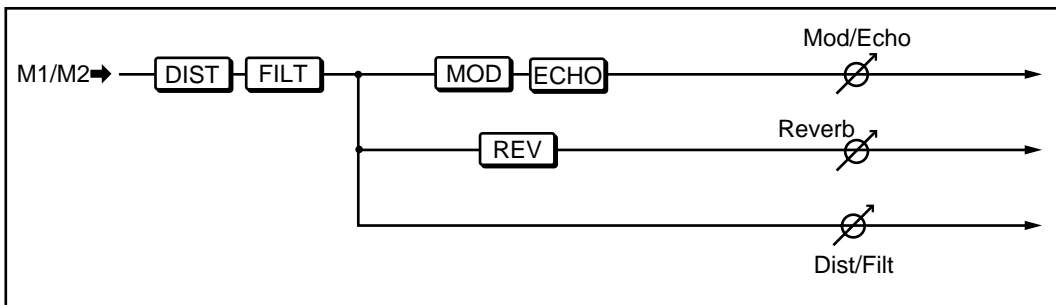 Mod/Echo
M1/M2
DIST
FILT
MOD
ECHO
Reverb
REV
Dist/Filt